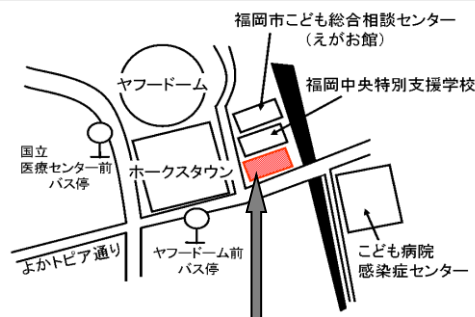 福岡市こども総合相談センター
（えがお館）
ヤフードーム
福岡中央特別支援学校
国立
医療センター前
バス停
ホークスタウン
よかトピア通り
ヤフードーム前
バス停
こども病院
感染症センター